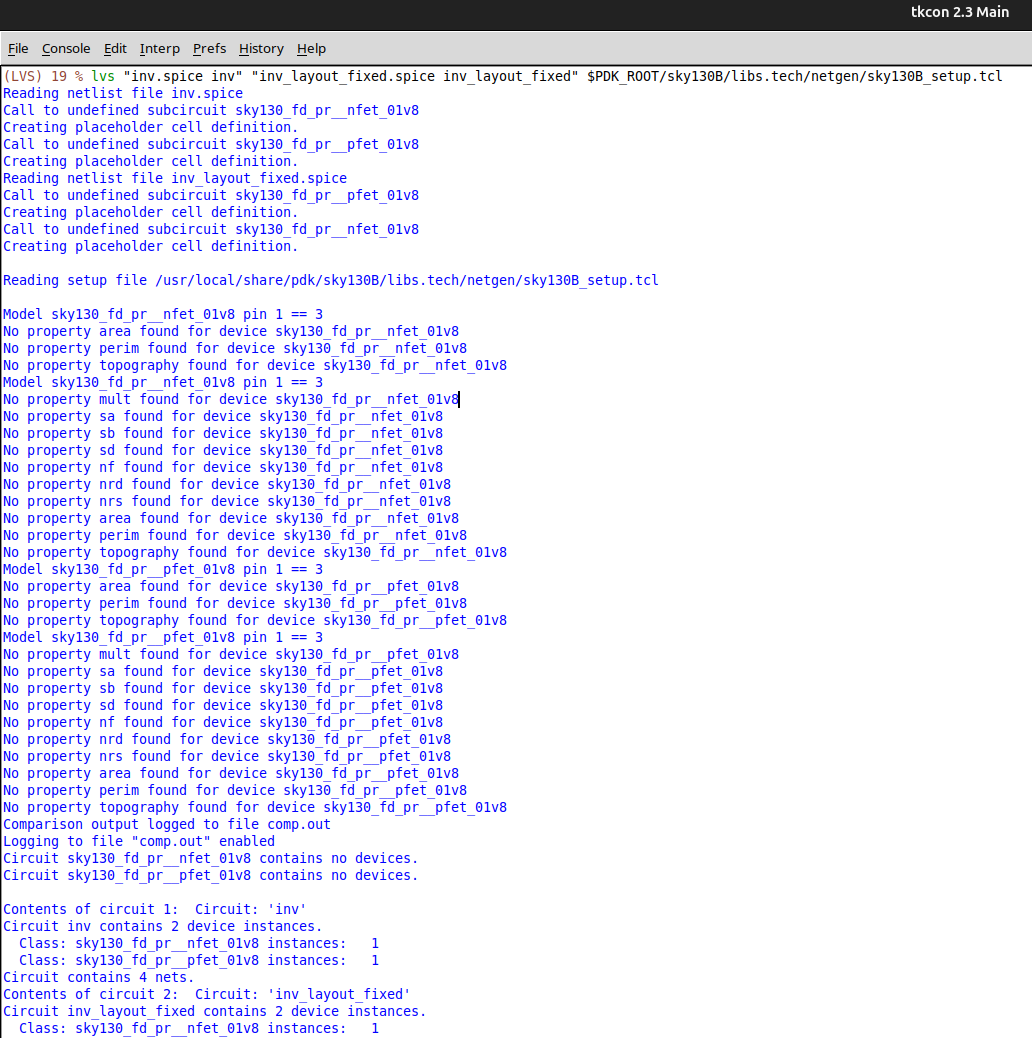 tkcon 2.3 Main
File Console Edit Interp Prefs History Help
(LVS) 19 % lvs "inv.spice inv" "inv_layout_fixed.spice inv_layout_fixed" $PDK_ROOT/sky130B/libs.tech/netgen/sky130B_setup.tcl
Reading netlist file inv.spice
Call to undefined subcircuit sky130_fd_pr__nfet_01v8
Creating placeholder cell definition.
Call to undefined subcircuit sky130_fd_pr__pfet_01v8
Creating placeholder cell definition.
Reading netlist file inv_layout_fixed.spice
Call to undefined subcircuit sky130_fd_pr__pfet_01v8
Creating placeholder cell definition.
Call to undefined subcircuit sky130_fd_pr__nfet_01v8
Creating placeholder cell definition.
Reading setup file /usr/local/share/pdk/sky130B/libs.tech/netgen/sky130B_setup.tcl
Model sky130_fd_pr__nfet_01v8 pin 1 == 3
No property area found for device sky130_fd_pr__nfet_01v8
No property perim found for device sky130_fd_pr__nfet_01v8
No property topography found for device sky130_fd_pr__nfet_01v8
Model sky130_fd_pr__nfet_01v8 pin 1 == 3
No property mult found for device sky130_fd_pr__nfet_01v8
No property sa found for device sky130_fd_pr__nfet_01v8
No property sb found for device sky130_fd_pr__nfet_01v8
No property sd found for device sky130_fd_pr__nfet_01v8
No property nf found for device sky130_fd_pr__nfet_01v8
No property nrd found for device sky130_fd_pr__nfet_01v8
No property nrs found for device sky130_fd_pr__nfet_01v8
No property area found for device sky130_fd_pr__nfet_01v8
No property perim found for device sky130_fd_pr__nfet_01v8
No property topography found for device sky130_fd_pr__nfet_01v8
Model sky130_fd_pr__pfet_01v8 pin 1 == 3
No property area found for device sky130_fd_pr__pfet_01v8
No property perim found for device sky130_fd_pr__pfet_01v8
No property topography found for device sky130_fd_pr__pfet_01v8
Model sky130_fd_pr__pfet_01v8 pin 1 == 3
No property mult found for device sky130_fd_pr__pfet_01v8
No property sa found for device sky130_fd_pr__pfet_01v8
No property sb found for device sky130_fd_pr__pfet_01v8
No property sd found for device sky130_fd_pr__pfet_01v8
No property nf found for device sky130_fd_pr__pfet_01v8
No property nrd found for device sky130_fd_pr__pfet_01v8
No property nrs found for device sky130_fd_pr__pfet_01v8
No property area found for device sky130_fd_pr__pfet_01v8
No property perim found for device sky130_fd_pr__pfet_01v8
No property topography found for device sky130_fd_pr__pfet_01v8
Comparison output logged to file comp.out
Logging to file "comp.out" enabled
Circuit sky130_fd_pr__nfet_01v8 contains no devices.
Circuit sky130_fd_pr__pfet_01v8 contains no devices.
Contents of circuit 1:  Circuit: 'inv'
Circuit inv contains 2 device instances.
  Class: sky130_fd_pr__nfet_01v8 instances:   1
  Class: sky130_fd_pr__pfet_01v8 instances:   1
Circuit contains 4 nets.
Contents of circuit 2:  Circuit: 'inv_layout_fixed'
Circuit inv_layout_fixed contains 2 device instances.
  Class: sky130_fd_pr__nfet_01v8 instances:   1